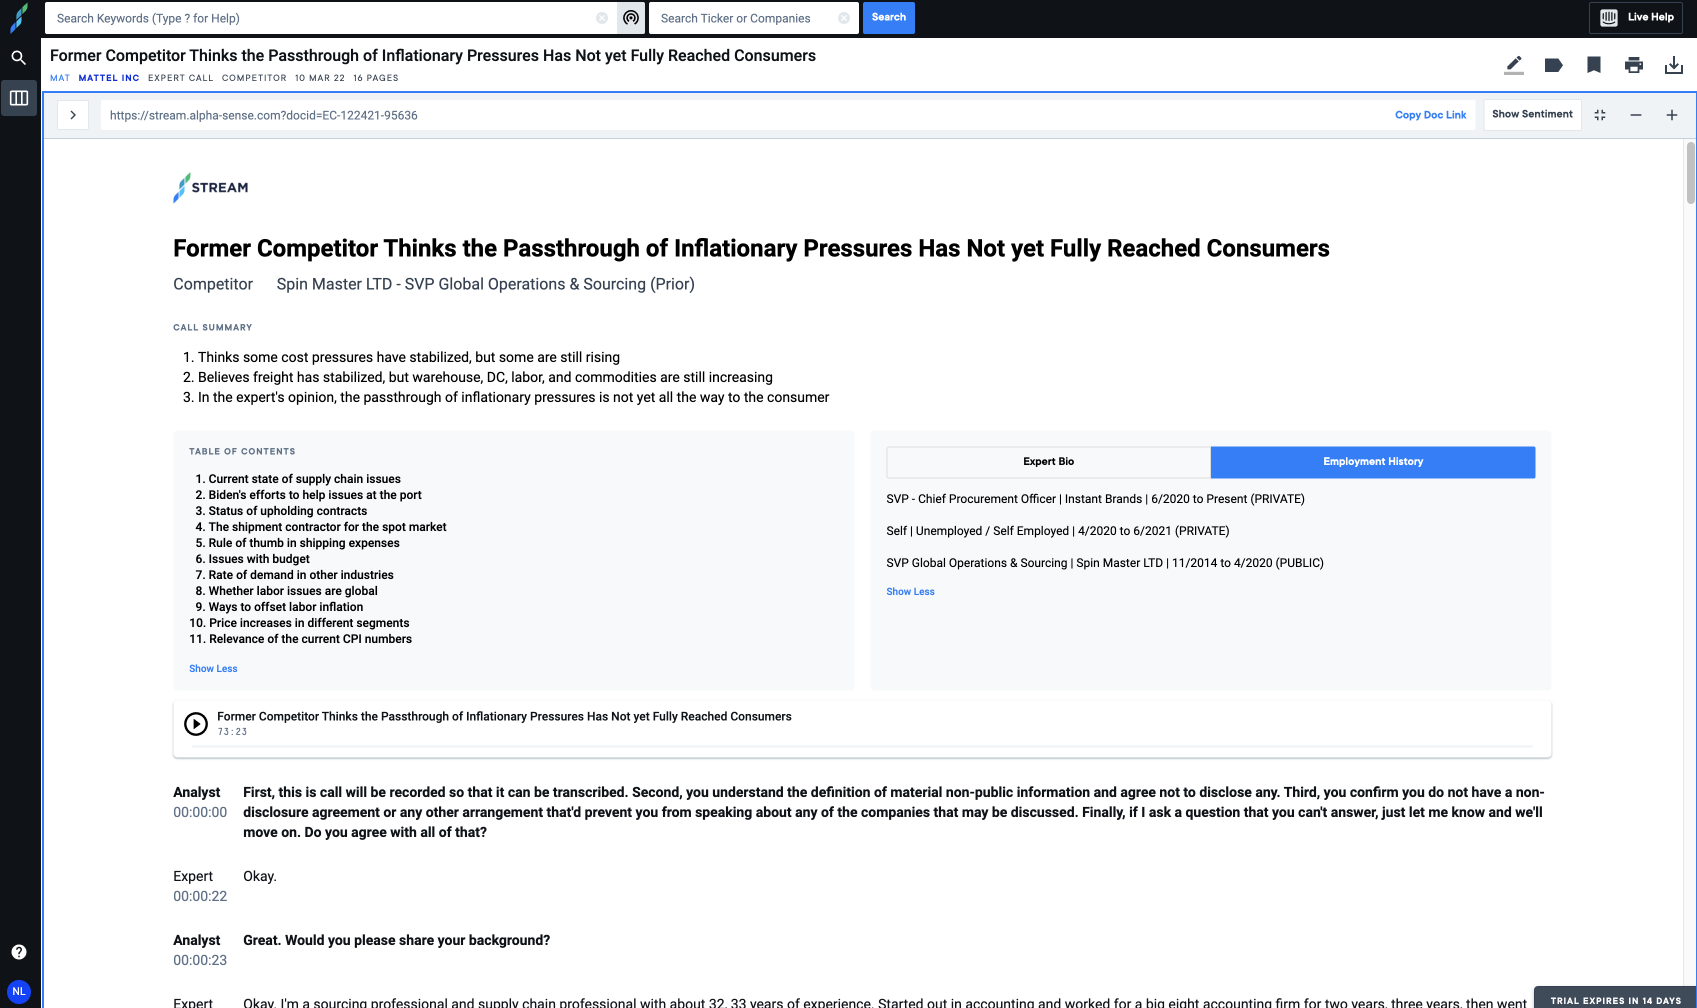 Search Keywords (Type ? for Help)
Search Ticker or Companies
Search
Live Help
Former Competitor Thinks the Passthrough of Inflationary Pressures Has Not yet Fully Reached Consumers
MAT MATTEL INC EXPERT CALL COMPETITOR 10 MAR 22 16 PAGES
https://stream.alpha-sense.com?docid=EC-122421-95636
Copy Doc Link
Show Sentiment
STREAM
Former Competitor Thinks the Passthrough of Inflationary Pressures Has Not yet Fully Reached Consumers
Competitor Spin Master LTD - SVP Global Operations & Sourcing (Prior)
CALL SUMMARY
1. Thinks some cost pressures have stabilized, but some are still rising
2. Believes freight has stabilized, but warehouse, DC, labor, and commodities are still increasing
3. In the expert's opinion, the passthrough of inflationary pressures is not yet all the way to the consumer
TABLE OF CONTENTS
1. Current state of supply chain issues
2. Biden's efforts to help issues at the port
3. Status of upholding contracts
4. The shipment contractor for the spot market
5. Rule of thumb in shipping expenses
6. Issues with budget
7. Rate of demand in other industries
8. Whether labor issues are global
9. Ways to offset labor inflation
10. Price increases in different segments
11. Relevance of the current CPI numbers
Show Less
Expert Bio
Employment History
SVP - Chief Procurement Officer | Instant Brands | 6/2020 to Present (PRIVATE)
Self | Unemployed / Self Employed | 4/2020 to 6/2021 (PRIVATE)
SVP Global Operations & Sourcing | Spin Master LTD | 11/2014 to 4/2020 (PUBLIC)
Show Less
Former Competitor Thinks the Passthrough of Inflationary Pressures Has Not yet Fully Reached Consumers
73:23
Analyst
00:00:00
First, this is call will be recorded so that it can be transcribed. Second, you understand the definition of material non-public information and agree not to disclose any. Third, you confirm you do not have a non-
disclosure agreement or any other arrangement that'd prevent you from speaking about any of the companies that may be discussed. Finally, if I ask a question that you can't answer, just let me know and we'll
move on. Do you agree with all of that?
Expert
00:00:22
Okay.
Analyst
00:00:23
Great. Would you please share your background?
Expert
Okay. I'm a sourcing professional and supply chain professional with about 32, 33 years of experience. Started out in accounting and worked for a big eight accounting firm for two years, three years, then went
NL
TRIAL EXPIRES IN 14 DAYS